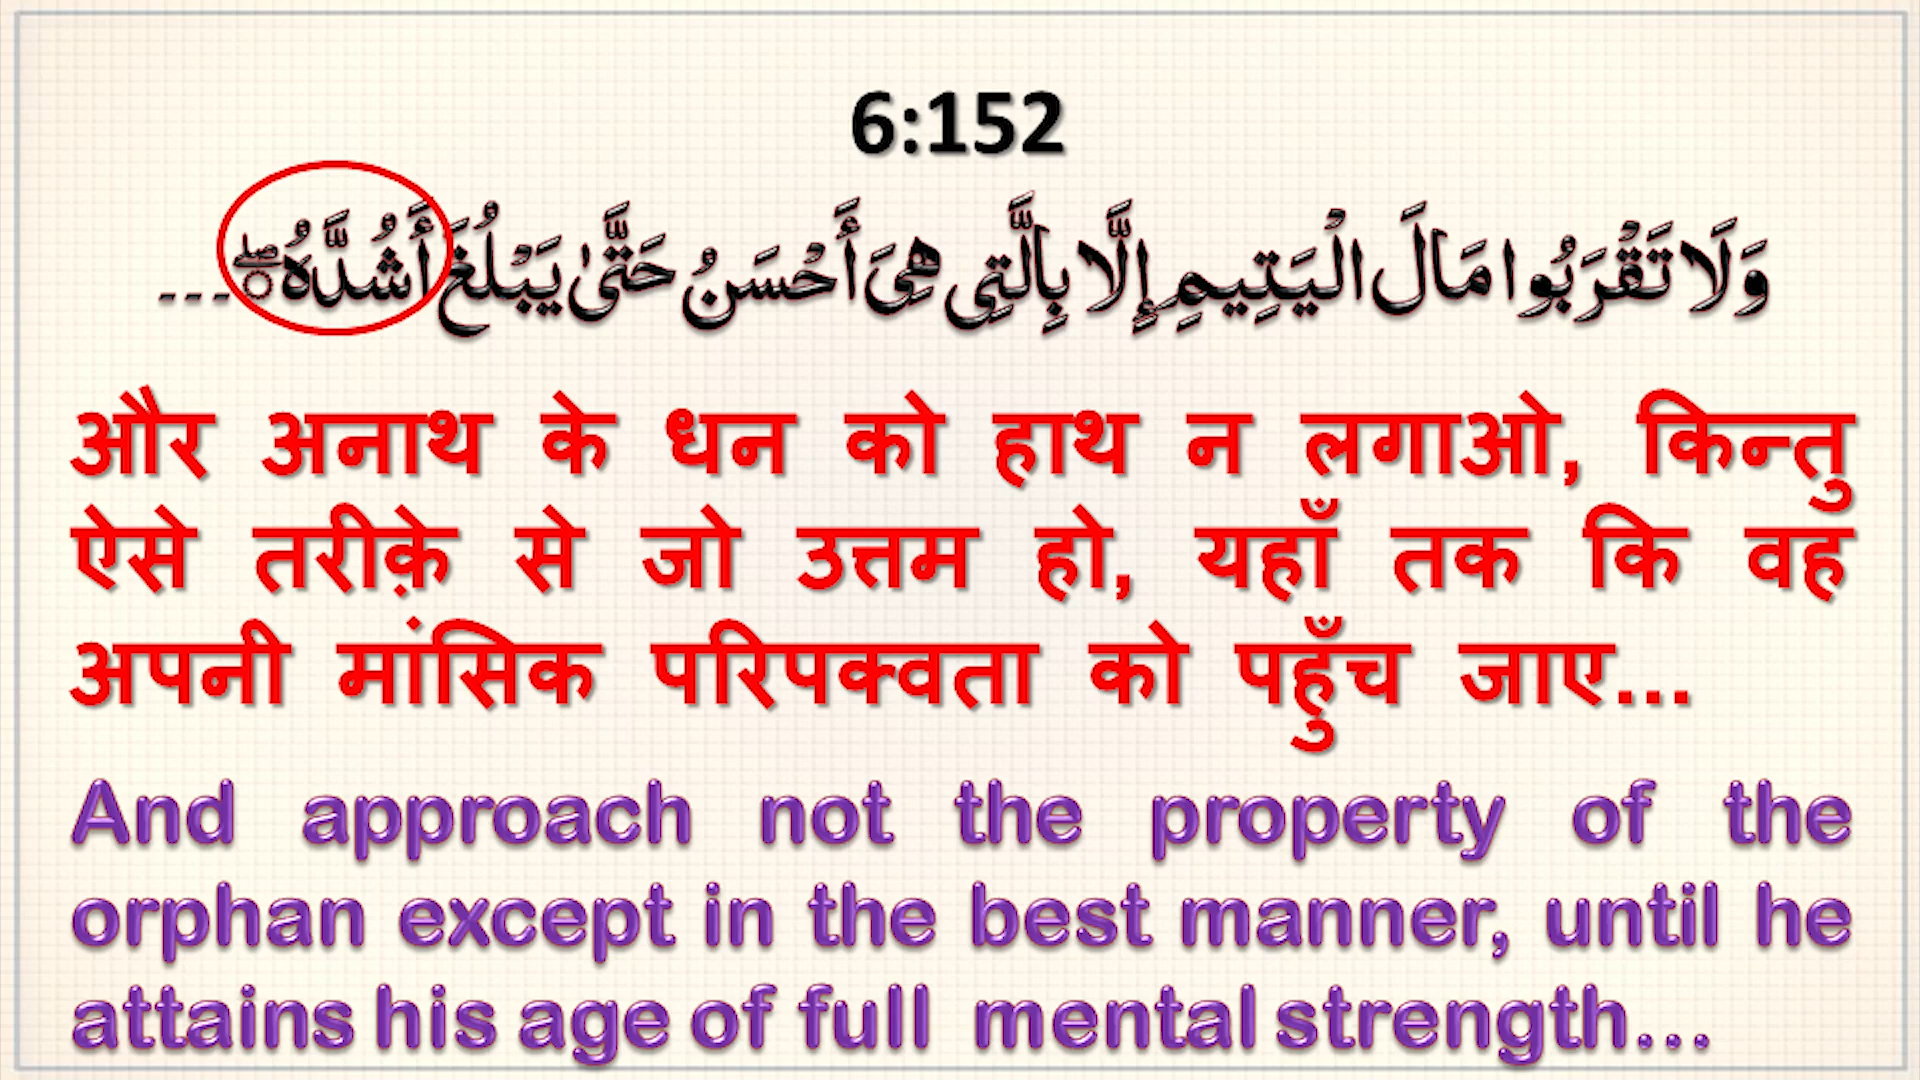 6:152
وَلَا تَقْرَبُوا مَالَ الْيَتِيمِ إِلَّا بِالَّتِى هِىَ أَحْسَنُ حَتَّىٰ يَبْلُغَ أَشُدَّهُۥ ۖ ---
और अनाथ के धन को हाथ न लगाओ, किन्तु
ऐसे तरीक़े से जो उत्तम हो, यहाँ तक कि वह
अपनी मांसिक परिपक्वता को पहुँच जाए...
And approach not the property of the
orphan except in the best manner, until he
attains his age of full mental strength...